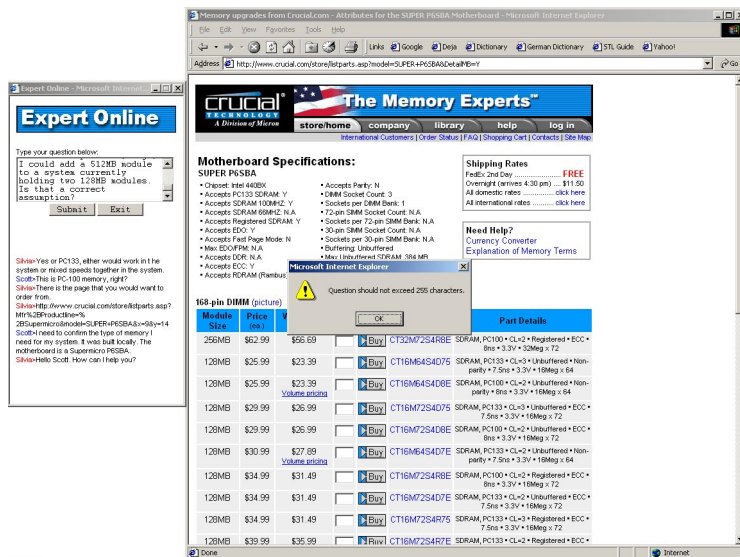 Memory upgrades from Crucial.com - Attributes for the SUPER P6SBA Motherboard - Microsoft Internet Explorer
File Edit View Favorites Tools Help
Links Google Deja Dictionary German Dictionary STL Guide Yahoo!
Address http://www.crucial.com/store/listparts.asp?model=SUPER+P6SBA&DetailMB=Y Go
Expert Online - Microsoft Internet...
Expert Online
Type your question below:
I could add a 512MB module
to a system currently
holding two 128MB modules.
Is that a correct
assumption?
Submit Exit
Silvia>Yes or PC133, either would work in t he
system or mixed speeds together in the system.
Scott>This is PC-100 memory, right?
Silvia>There is the page that you would want to
order from.
Silvia>http://www.crucial.com/store/listparts.asp?
Mfr%2BProductline=%
2BSupermicro&model=SUPER+P6SBA&x=9&y=14
Scott>I need to confirm the type of memory I
need for my system. It was built locally. The
motherboard is a Supermicro P6SBA.
Silvia>Hello Scott. How can I help you?
crucial
TECHNOLOGY
A Division of Micron
The Memory Experts
store/home company library help log in
International Customers | Order Status | FAQ | Shopping Cart | Contacts | Site Map
Motherboard Specifications:
SUPER P6SBA
• Chipset: Intel 440BX
• Accepts PC133 SDRAM: Y
• Accepts SDRAM 100MHZ: Y
• Accepts SDRAM 66MHZ: N.A
• Accepts Registered SDRAM: Y
• Accepts EDO: Y
• Accepts Fast Page Mode: N
• Max EDO/FPM: N.A
• Accepts DDR: N.A
• Accepts ECC: Y
• Accepts RDRAM (Rambus
• Accepts Parity: N
• DIMM Socket Count: 3
• Sockets per DIMM Bank: 1
• 72-pin SIMM Socket Count: N.A
• Sockets per 72-pin SIMM Bank: N.A
• 30-pin SIMM Socket Count: N.A
• Sockets per 30-pin SIMM Bank: N.A
• Buffering: Unbuffered
• Max Unbuffered SDRAM: 384 MB
Shipping Rates
FedEx 2nd Day ................. FREE
Overnight (arrives 4:30 pm) .... $11.50
All domestic rates ............... click here
All international rates ........... click here
Need Help?
Currency Converter
Explanation of Memory Terms
Microsoft Internet Explorer
Question should not exceed 255 characters.
OK
168-pin DIMM (picture)
Module Size Price (ea.) Part Details
256MB $62.99 $56.69 Buy CT32M72S4R8E SDRAM, PC100 • CL=2 • Registered • ECC •
8ns • 3.3V • 32Meg x 72
128MB $25.99 $23.39 Buy CT16M64S4D75 SDRAM, PC133 • CL=3 • Unbuffered • Non-
parity • 7.5ns • 3.3V • 16Meg x 64
128MB $25.99 $23.39 Buy CT16M64S4D8E SDRAM, PC100 • CL=2 • Unbuffered • Non-
Volume pricing parity • 8ns • 3.3V • 16Meg x 64
128MB $29.99 $26.99 Buy CT16M72S4D75 SDRAM, PC133 • CL=3 • Unbuffered • ECC •
7.5ns • 3.3V • 16Meg x 72
128MB $29.99 $26.99 Buy CT16M72S4D8E SDRAM, PC100 • CL=2 • Unbuffered • ECC •
8ns • 3.3V • 16Meg x 72
128MB $30.99 $27.89 Buy CT16M64S4D7E SDRAM, PC133 • CL=2 • Unbuffered • Non-
Volume pricing parity • 7.5ns • 3.3V • 16Meg x 64
128MB $34.99 $31.49 Buy CT16M72S4R8E SDRAM, PC100 • CL=2 • Registered • ECC •
8ns • 3.3V • 16Meg x 72
128MB $34.99 $31.49 Buy CT16M72S4D7E SDRAM, PC133 • CL=2 • Unbuffered • ECC •
7.5ns • 3.3V • 16Meg x 72
128MB $34.99 $31.49 Buy CT16M72S4R75 SDRAM, PC133 • CL=3 • Registered • ECC •
7.5ns • 3.3V • 16Meg x 72
128MB $39.99 $35.99 Buy CT16M72S4R7E SDRAM, PC133 • CL=2 • Registered • ECC •
Done Internet